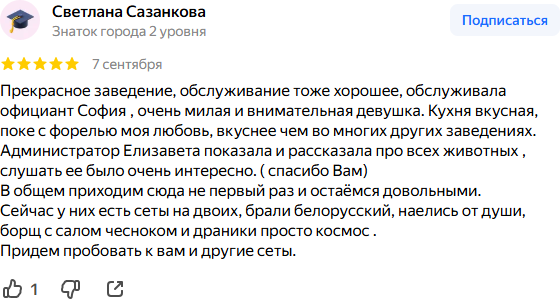 Светлана Сазанкова
Знаток города 2 уровня
Подписаться
7 сентября
Прекрасное заведение, обслуживание тоже хорошее, обслуживала
официант София , очень милая и внимательная девушка. Кухня вкусная,
поке с форелью моя любовь, вкуснее чем во многих других заведениях.
Администратор Елизавета показала и рассказала про всех животных ,
слушать ее было очень интересно. ( спасибо Вам)
В общем приходим сюда не первый раз и остаёмся довольными.
Сейчас у них есть сеты на двоих, брали белорусский, наелись от души,
борщ с салом чесноком и драники просто космос .
Придем пробовать к вам и другие сеты.
1